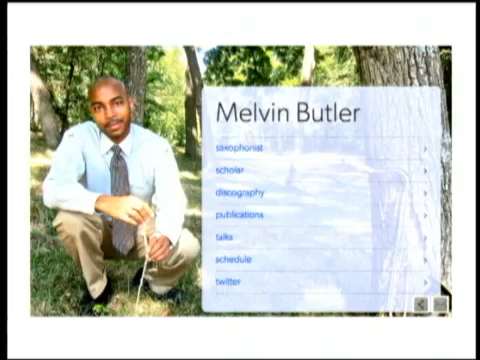 Melvin Butler
saxophonist
scholar
discography
publications
talks
schedule
twitter